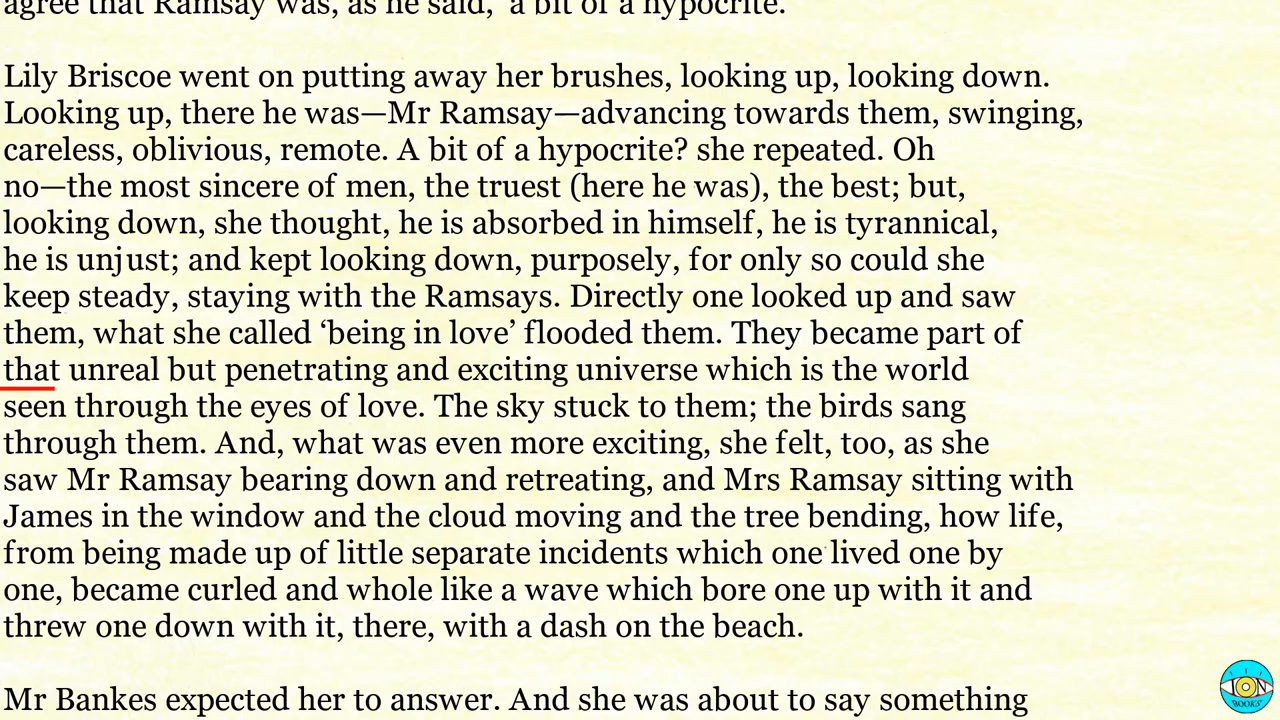 agree that Ramsay was, as he said, 'a bit of a hypocrite.
Lily Briscoe went on putting away her brushes, looking up, looking down.
Looking up, there he was—Mr Ramsay—advancing towards them, swinging,
careless, oblivious, remote. A bit of a hypocrite? she repeated. Oh
no—the most sincere of men, the truest (here he was), the best; but,
looking down, she thought, he is absorbed in himself, he is tyrannical,
he is unjust; and kept looking down, purposely, for only so could she
keep steady, staying with the Ramsays. Directly one looked up and saw
them, what she called ‘being in love’ flooded them. They became part of
that unreal but penetrating and exciting universe which is the world
seen through the eyes of love. The sky stuck to them; the birds sang
through them. And, what was even more exciting, she felt, too, as she
saw Mr Ramsay bearing down and retreating, and Mrs Ramsay sitting with
James in the window and the cloud moving and the tree bending, how life,
from being made up of little separate incidents which one lived one by
one, became curled and whole like a wave which bore one up with it and
threw one down with it, there, with a dash on the beach.
Mr Bankes expected her to answer. And she was about to say something
ION
BOOKS